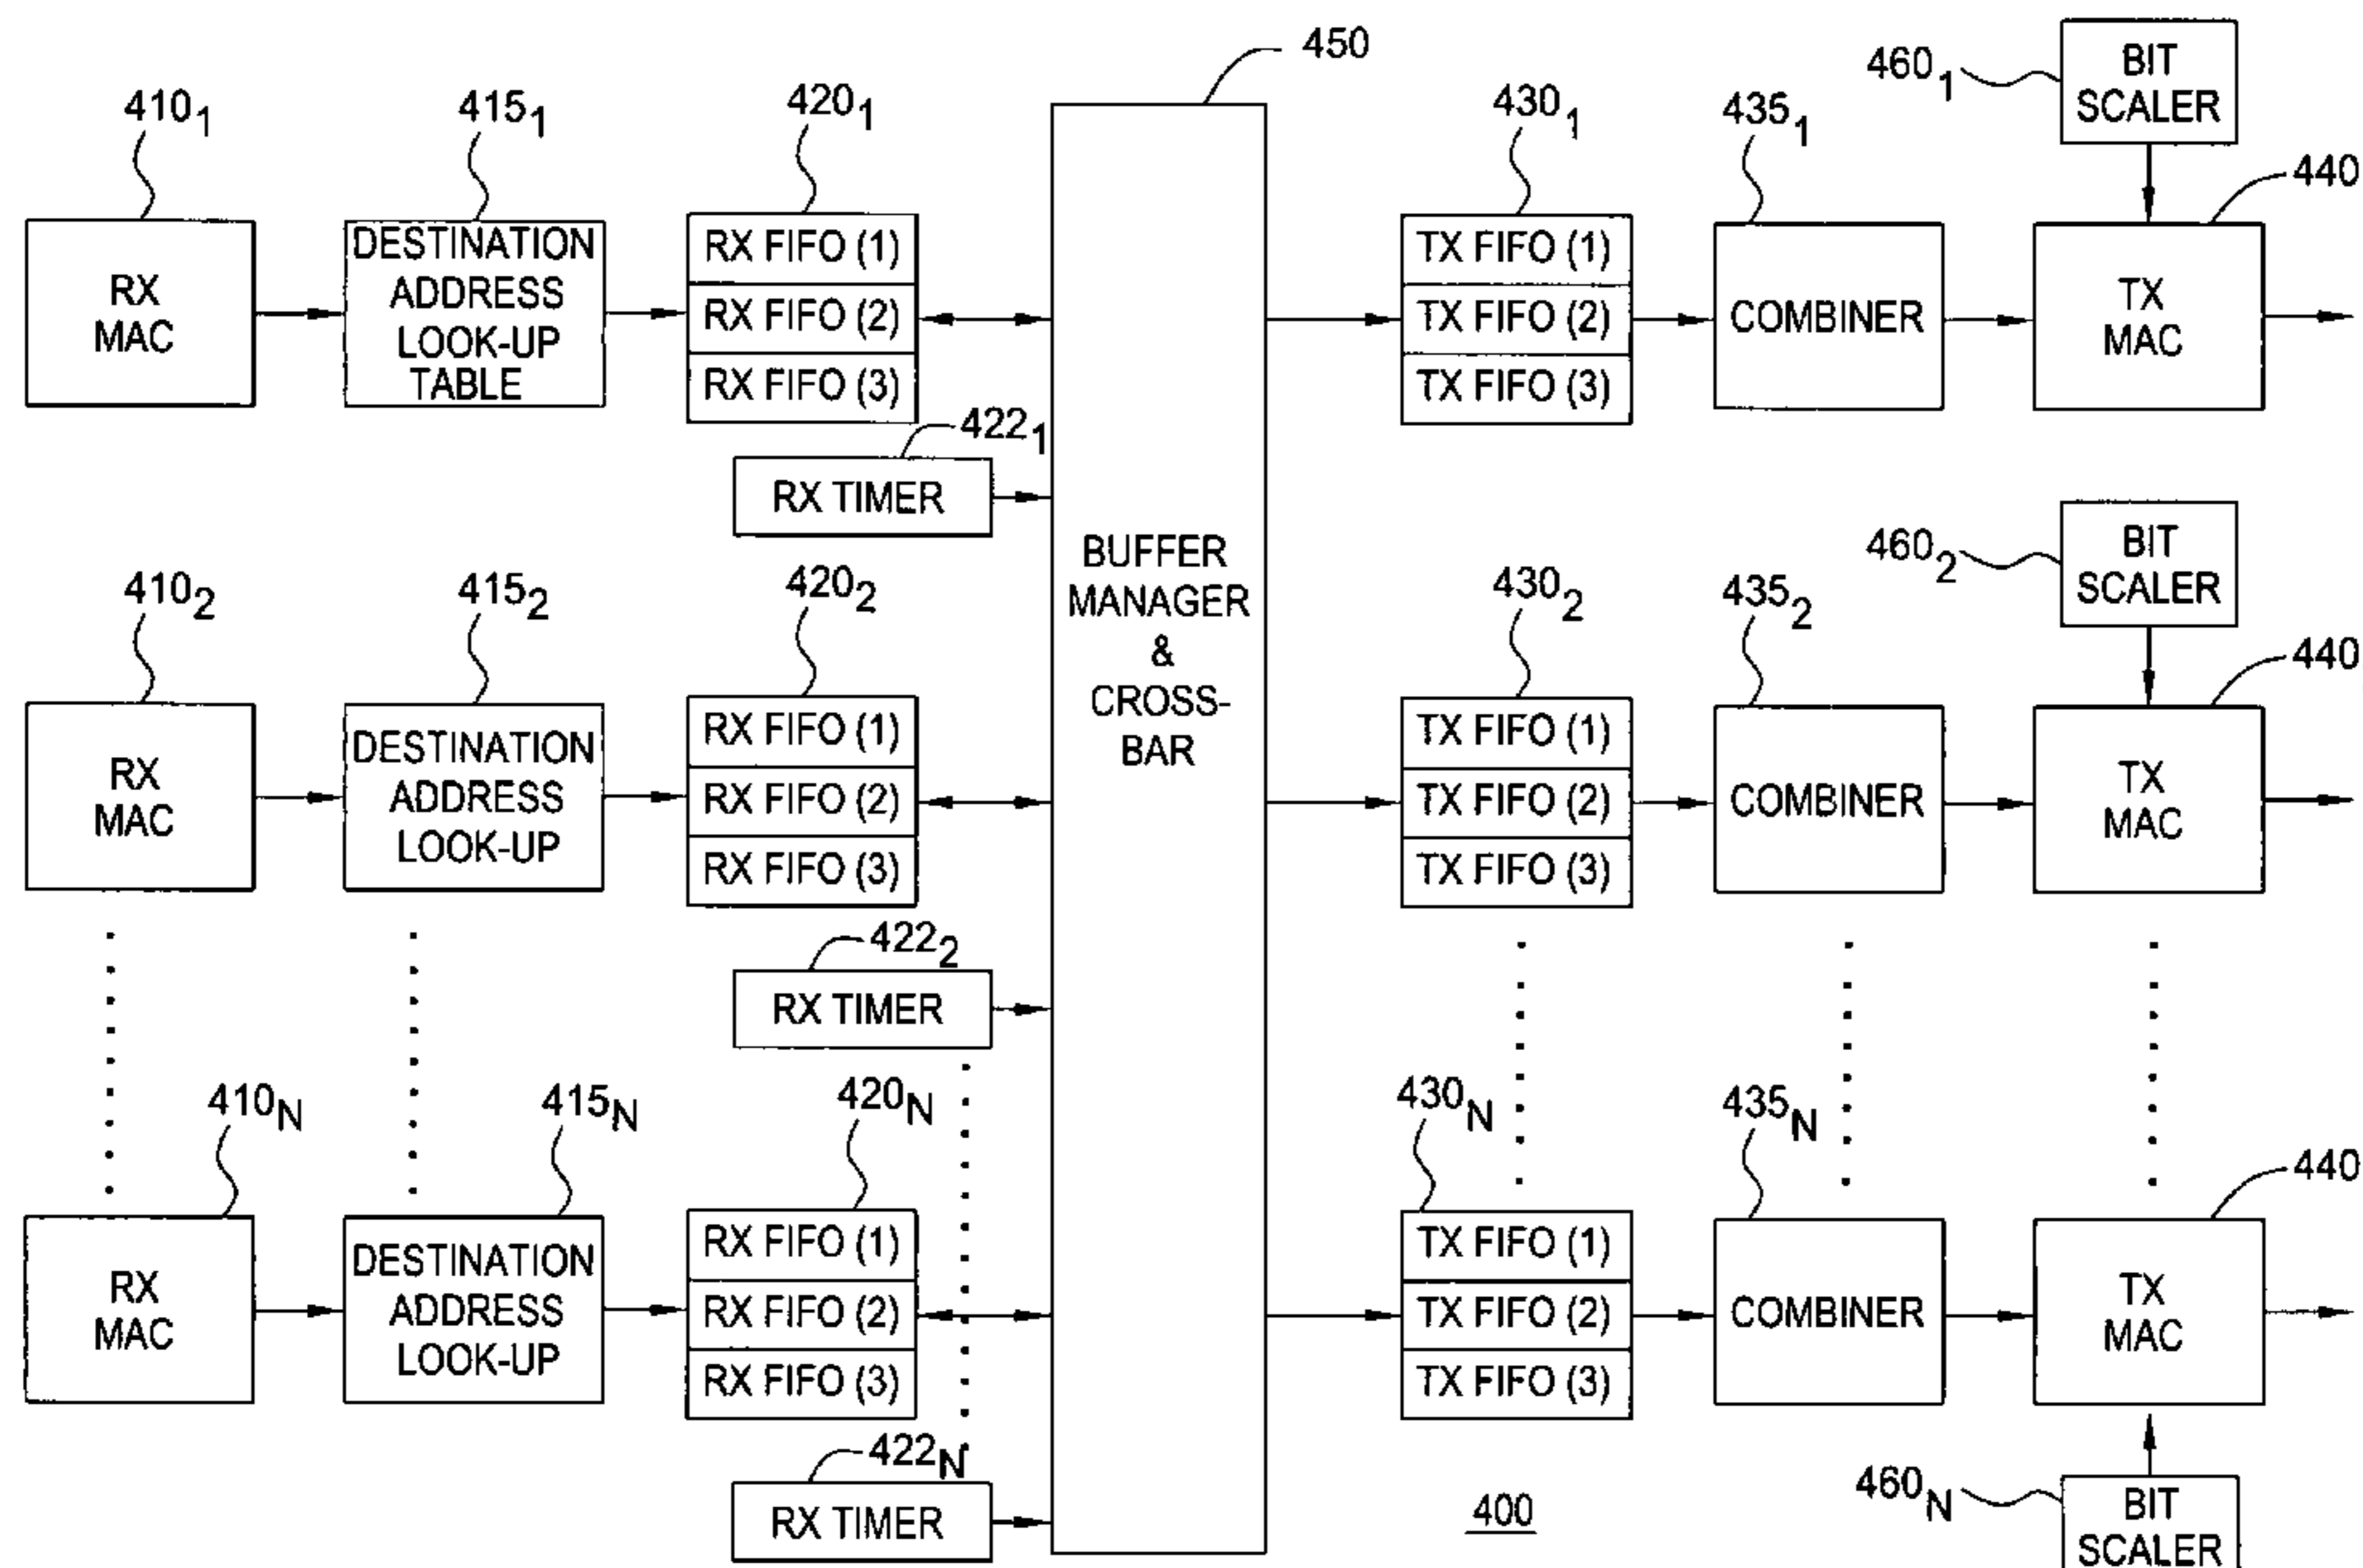 450
410₁
415₁
420₁
430₁
435₁
460₁
BIT
SCALER
440
RX
MAC
DESTINATION
ADDRESS
LOOK-UP
TABLE
RX FIFO (1)
RX FIFO (2)
RX FIFO (3)
422₁
RX TIMER
TX FIFO (1)
TX FIFO (2)
TX FIFO (3)
COMBINER
TX
MAC
BUFFER
MANAGER
&
CROSS-
BAR
410₂
415₂
420₂
430₂
435₂
460₂
BIT
SCALER
440
RX
MAC
DESTINATION
ADDRESS
LOOK-UP
RX FIFO (1)
RX FIFO (2)
RX FIFO (3)
422₂
RX TIMER
TX FIFO (1)
TX FIFO (2)
TX FIFO (3)
COMBINER
TX
MAC
410N
415N
420N
430N
435N
440
RX
MAC
DESTINATION
ADDRESS
LOOK-UP
RX FIFO (1)
RX FIFO (2)
RX FIFO (3)
422N
RX TIMER
TX FIFO (1)
TX FIFO (2)
TX FIFO (3)
COMBINER
TX
MAC
460N
BIT
SCALER
400